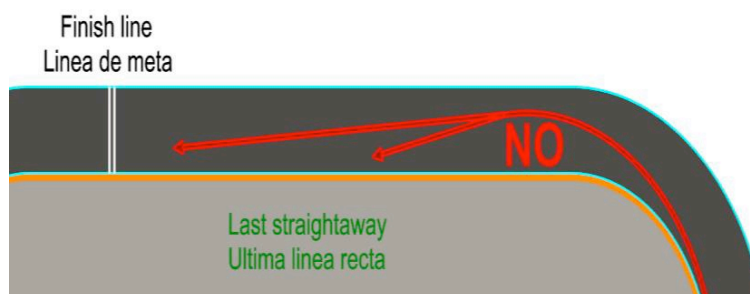 Finish line
Linea de meta
NO
Last straightaway
Ultima linea recta